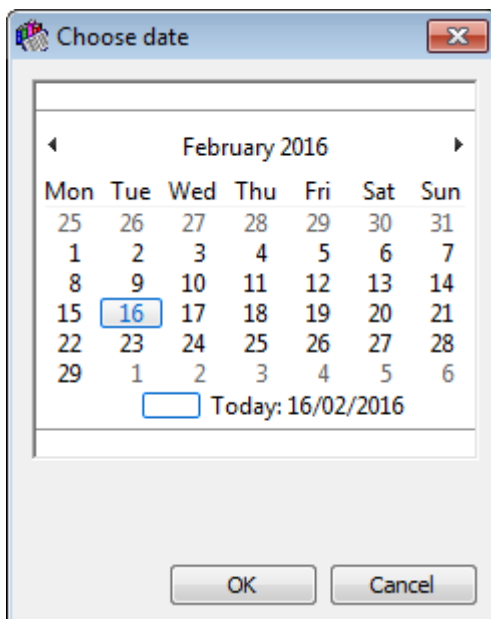 Choose date
February 2016
Mon Tue Wed Thu Fri Sat Sun
25 26 27 28 29 30 31
1 2 3 4 5 6 7
8 9 10 11 12 13 14
15 16 17 18 19 20 21
22 23 24 25 26 27 28
29 1 2 3 4 5 6
Today: 16/02/2016
OK Cancel